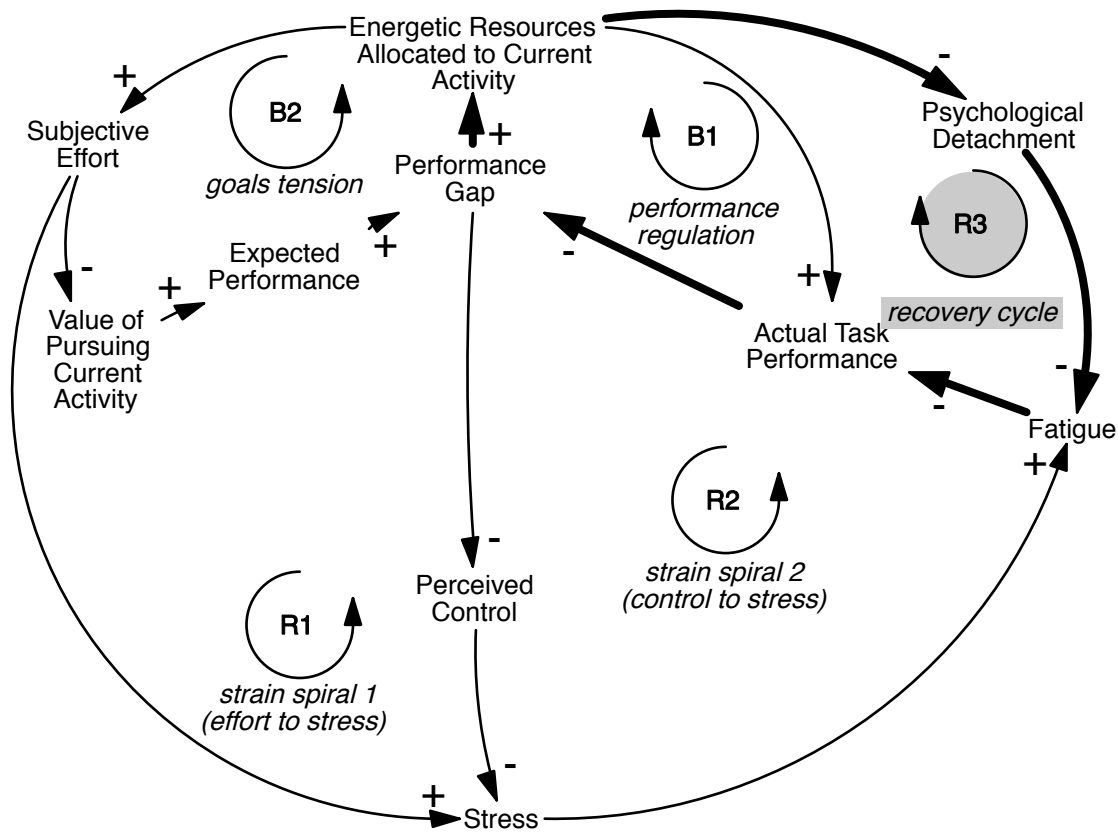 Energetic Resources
Allocated to Current
Activity
-
+
B2
B1
Psychological
Detachment
Subjective
Effort
+
Performance
Gap
goals tension
performance
regulation
R3
+
Expected
Performance
-
-
+
+
recovery cycle
Value of
Pursuing
Current
Activity
Actual Task
Performance
-
-
Fatigue
+
R2
-
strain spiral 2
(control to stress)
Perceived
Control
R1
strain spiral 1
(effort to stress)
-
+
Stress